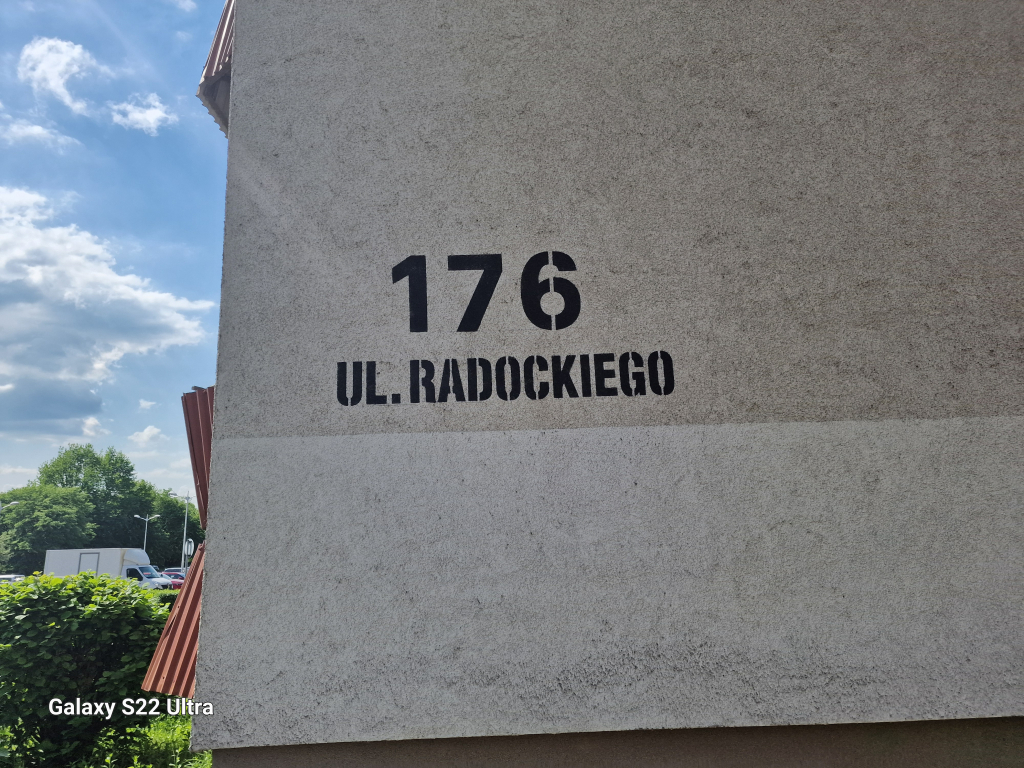 176
UL. RADOCKIEGO
Galaxy S22 Ultra